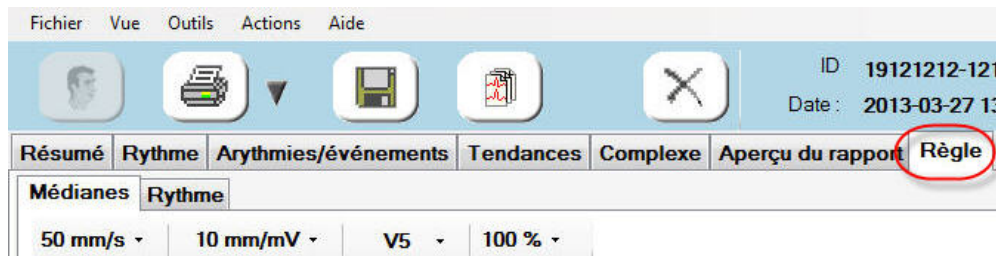 Fichier Vue Outils Actions Aide
ID 19121212-121
Date : 2013-03-27 13
Résumé Rythme Arythmies/événements Tendances Complexe Aperçu du rapport Règle
Médianes Rythme
50 mm/s 10 mm/mV V5 100 %